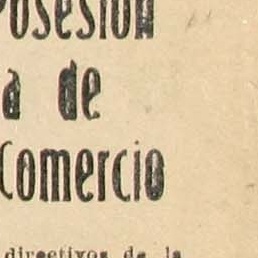 Posesión
a de
Comercio
directivos de la